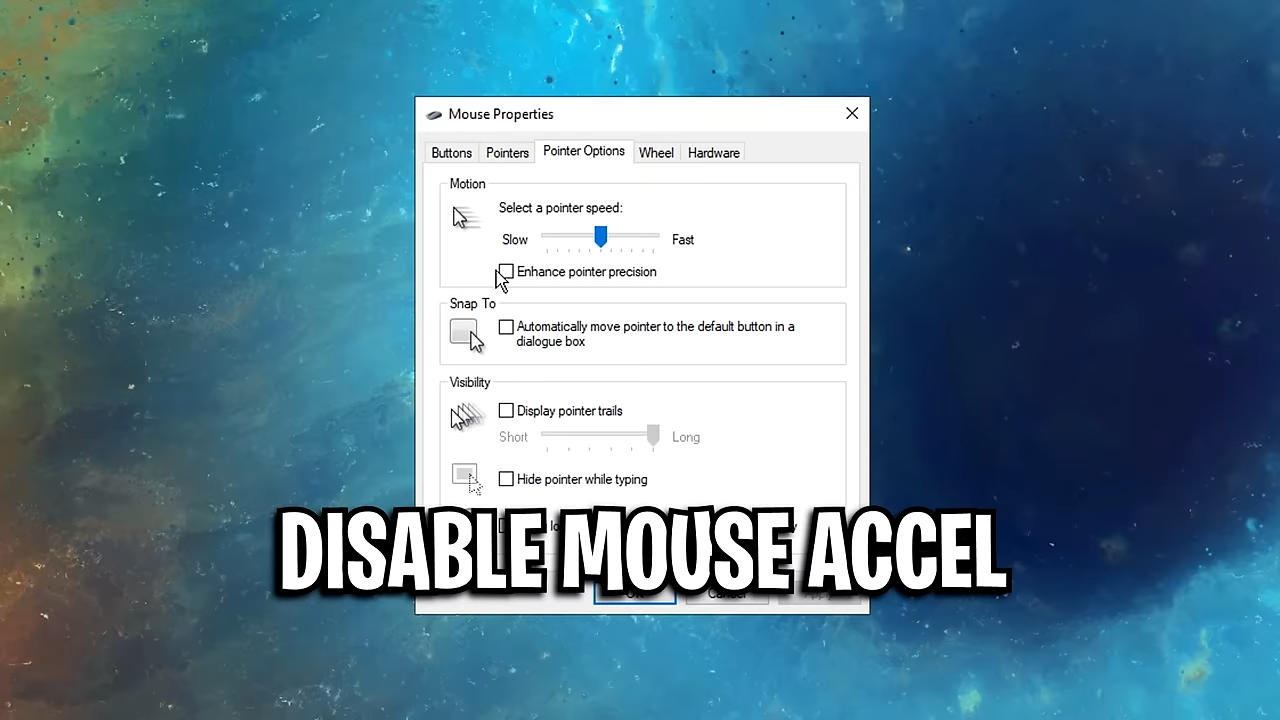 Mouse Properties
Buttons Pointers Pointer Options Wheel Hardware
Motion
Select a pointer speed:
Slow Fast
Enhance pointer precision
Snap To
Automatically move pointer to the default button in a
dialogue box
Visibility
Display pointer trails
Short Long
Hide pointer while typing
DISABLE MOUSE ACCEL
Cancel